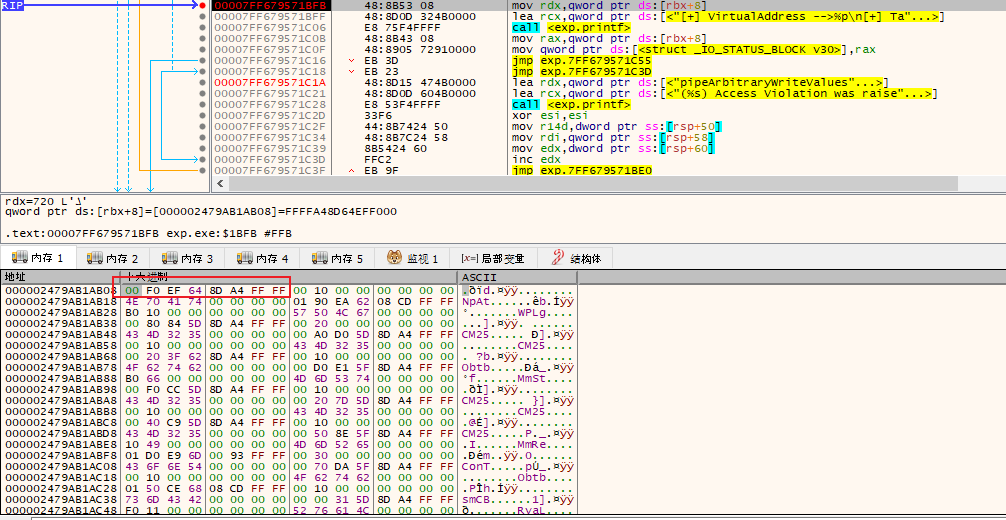 RIP
00007FF679571BFB 48:8B53 08 mov rdx,qword ptr ds:[rbx+8]
00007FF679571BFF 48:8D0D 324B0000 lea rcx,qword ptr ds:[<"[+] VirtualAddress -->%p\n[+] Ta"...>]
00007FF679571C06 E8 75F4FFFF call <exp.printf>
00007FF679571C0B 48:8B43 08 mov rax,qword ptr ds:[rbx+8]
00007FF679571C0F 48:8905 72910000 mov qword ptr ds:[<struct _IO_STATUS_BLOCK v30>],rax
00007FF679571C16 EB 3D jmp exp.7FF679571C55
00007FF679571C18 EB 23 jmp exp.7FF679571C3D
00007FF679571C1A 48:8D15 474B0000 lea rdx,qword ptr ds:[<"pipeArbitraryWriteValues"...>]
00007FF679571C21 48:8D0D 604B0000 lea rcx,qword ptr ds:[<"(%s) Access Violation was raise"...>]
00007FF679571C28 E8 53F4FFFF call <exp.printf>
00007FF679571C2D 33F6 xor esi,esi
00007FF679571C2F 44:8B7424 50 mov r14d,dword ptr ss:[rsp+50]
00007FF679571C34 48:8B7C24 58 mov rdi,qword ptr ss:[rsp+58]
00007FF679571C39 8B5424 60 mov edx,dword ptr ss:[rsp+60]
00007FF679571C3D FFC2 inc edx
00007FF679571C3F EB 9F jmp exp.7FF679571BE0
qword ptr ds:[rbx+8]=[000002479AB1AB08]=FFFFA48D64EFF000
.text:00007FF679571BFB exp.exe:$1BFB #FFB
内存 1 内存 2 内存 3 内存 4 内存 5 监视 1 [x=] 局部变量 结构体
地址 十六进制 ASCII
000002479AB1AB08 00 F0 EF 64 8D A4 FF FF 00 10 00 00 00 00 00 00 .ðïd.¤ÿÿ........
000002479AB1AB18 4E 70 41 74 00 00 00 00 01 90 EA 62 08 CD FF FF NpAt......êb.Íÿÿ
000002479AB1AB28 B0 10 00 00 00 00 00 00 57 50 4C 67 00 00 00 00 °.......WPLg....
000002479AB1AB38 00 80 84 5D 8D A4 FF FF 00 20 00 00 00 00 00 00 ...].¤ÿÿ. ......
000002479AB1AB48 43 4D 32 35 00 00 00 00 00 A0 D0 5D 8D A4 FF FF CM25..... Ð].¤ÿÿ
000002479AB1AB58 00 10 00 00 00 00 00 00 43 4D 32 35 00 00 00 00 ........CM25....
000002479AB1AB68 00 20 3F 62 8D A4 FF FF 00 10 00 00 00 00 00 00 . ?b.¤ÿÿ........
000002479AB1AB78 4F 62 74 62 00 00 00 00 00 D0 E1 5F 8D A4 FF FF Obtb.....Ðá_.¤ÿÿ
000002479AB1AB88 B0 66 00 00 00 00 00 00 4D 6D 53 74 00 00 00 00 °f......MmSt....
000002479AB1AB98 00 F0 CC 5D 8D A4 FF FF 00 10 00 00 00 00 00 00 .ðÌ].¤ÿÿ........
000002479AB1ABA8 43 4D 32 35 00 00 00 00 00 20 7D 5D 8D A4 FF FF CM25..... }].¤ÿÿ
000002479AB1ABB8 00 10 00 00 00 00 00 00 43 4D 32 35 00 00 00 00 ........CM25....
000002479AB1ABC8 00 40 C9 5D 8D A4 FF FF 00 10 00 00 00 00 00 00 .@É].¤ÿÿ........
000002479AB1ABD8 43 4D 32 35 00 00 00 00 00 50 8E 5F 8D A4 FF FF CM25.....P._.¤ÿÿ
000002479AB1ABE8 10 49 00 00 00 00 00 00 4D 6D 52 65 00 00 00 00 .I......MmRe....
000002479AB1ABF8 01 D0 E9 6D 00 93 FF FF 00 30 00 00 00 00 00 00 .Ðém..ÿÿ.0......
000002479AB1AC08 43 6F 6E 54 00 00 00 00 00 70 DA 5F 8D A4 FF FF ConT.....pÚ_.¤ÿÿ
000002479AB1AC18 00 10 00 00 00 00 00 00 4F 62 74 62 00 00 00 00 ........Obtb....
000002479AB1AC28 01 50 CE 68 08 CD FF FF 00 10 00 00 00 00 00 00 .PÎh.Íÿÿ........
000002479AB1AC38 73 6D 43 42 00 00 00 00 00 00 31 5D 8D A4 FF FF smCB......1].¤ÿÿ
000002479AB1AC48 F0 11 00 00 00 00 00 00 52 76 61 4C 00 00 00 00 ð.......RvaL....